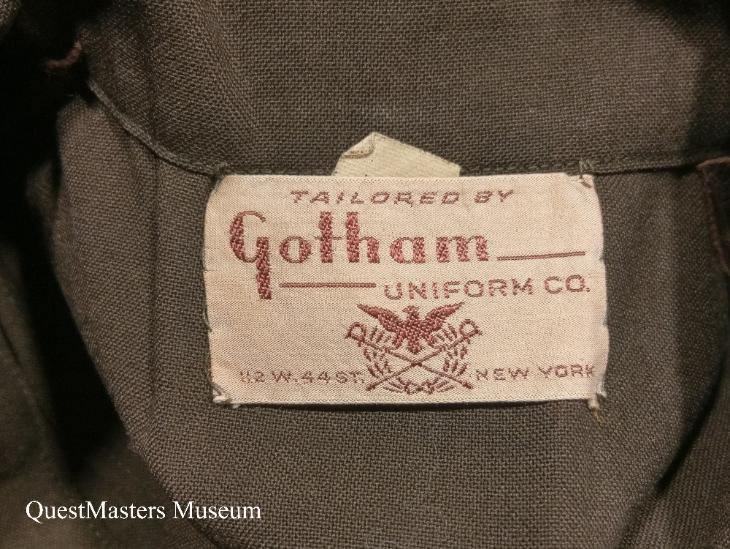 TAILORED BY
Gotham
UNIFORM CO.
112 W. 44 ST. NEW YORK
QuestMasters Museum